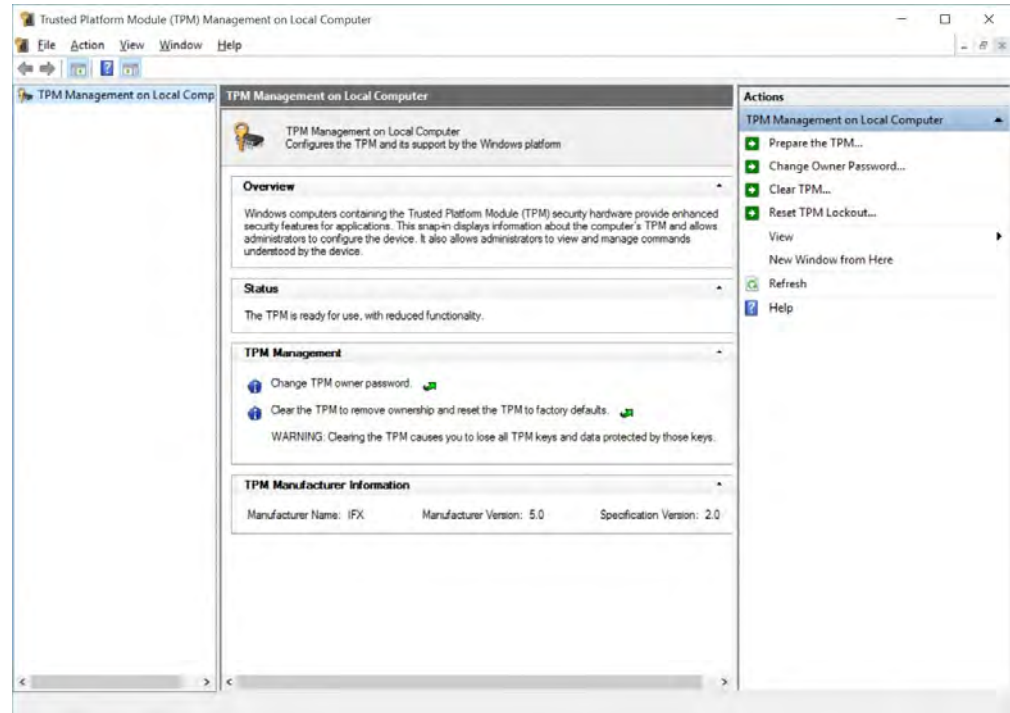 Trusted Platform Module (TPM) Management on Local Computer
File Action View Window Help
TPM Management on Local Comp
TPM Management on Local Computer
TPM Management on Local Computer
Configures the TPM and its support by the Windows platform
Overview
Windows computers containing the Trusted Platform Module (TPM) security hardware provide enhanced
security features for applications. This snap-in displays information about the computer's TPM and allows
administrators to configure the device. It also allows administrators to view and manage commands
understood by the device.
Status
The TPM is ready for use, with reduced functionality.
TPM Management
Change TPM owner password.
Clear the TPM to remove ownership and reset the TPM to factory defaults.
WARNING: Clearing the TPM causes you to lose all TPM keys and data protected by those keys.
TPM Manufacturer Information
Manufacturer Name: IFX Manufacturer Version: 5.0 Specification Version: 2.0
Actions
TPM Management on Local Computer
Prepare the TPM...
Change Owner Password...
Clear TPM...
Reset TPM Lockout...
View
New Window from Here
Refresh
Help